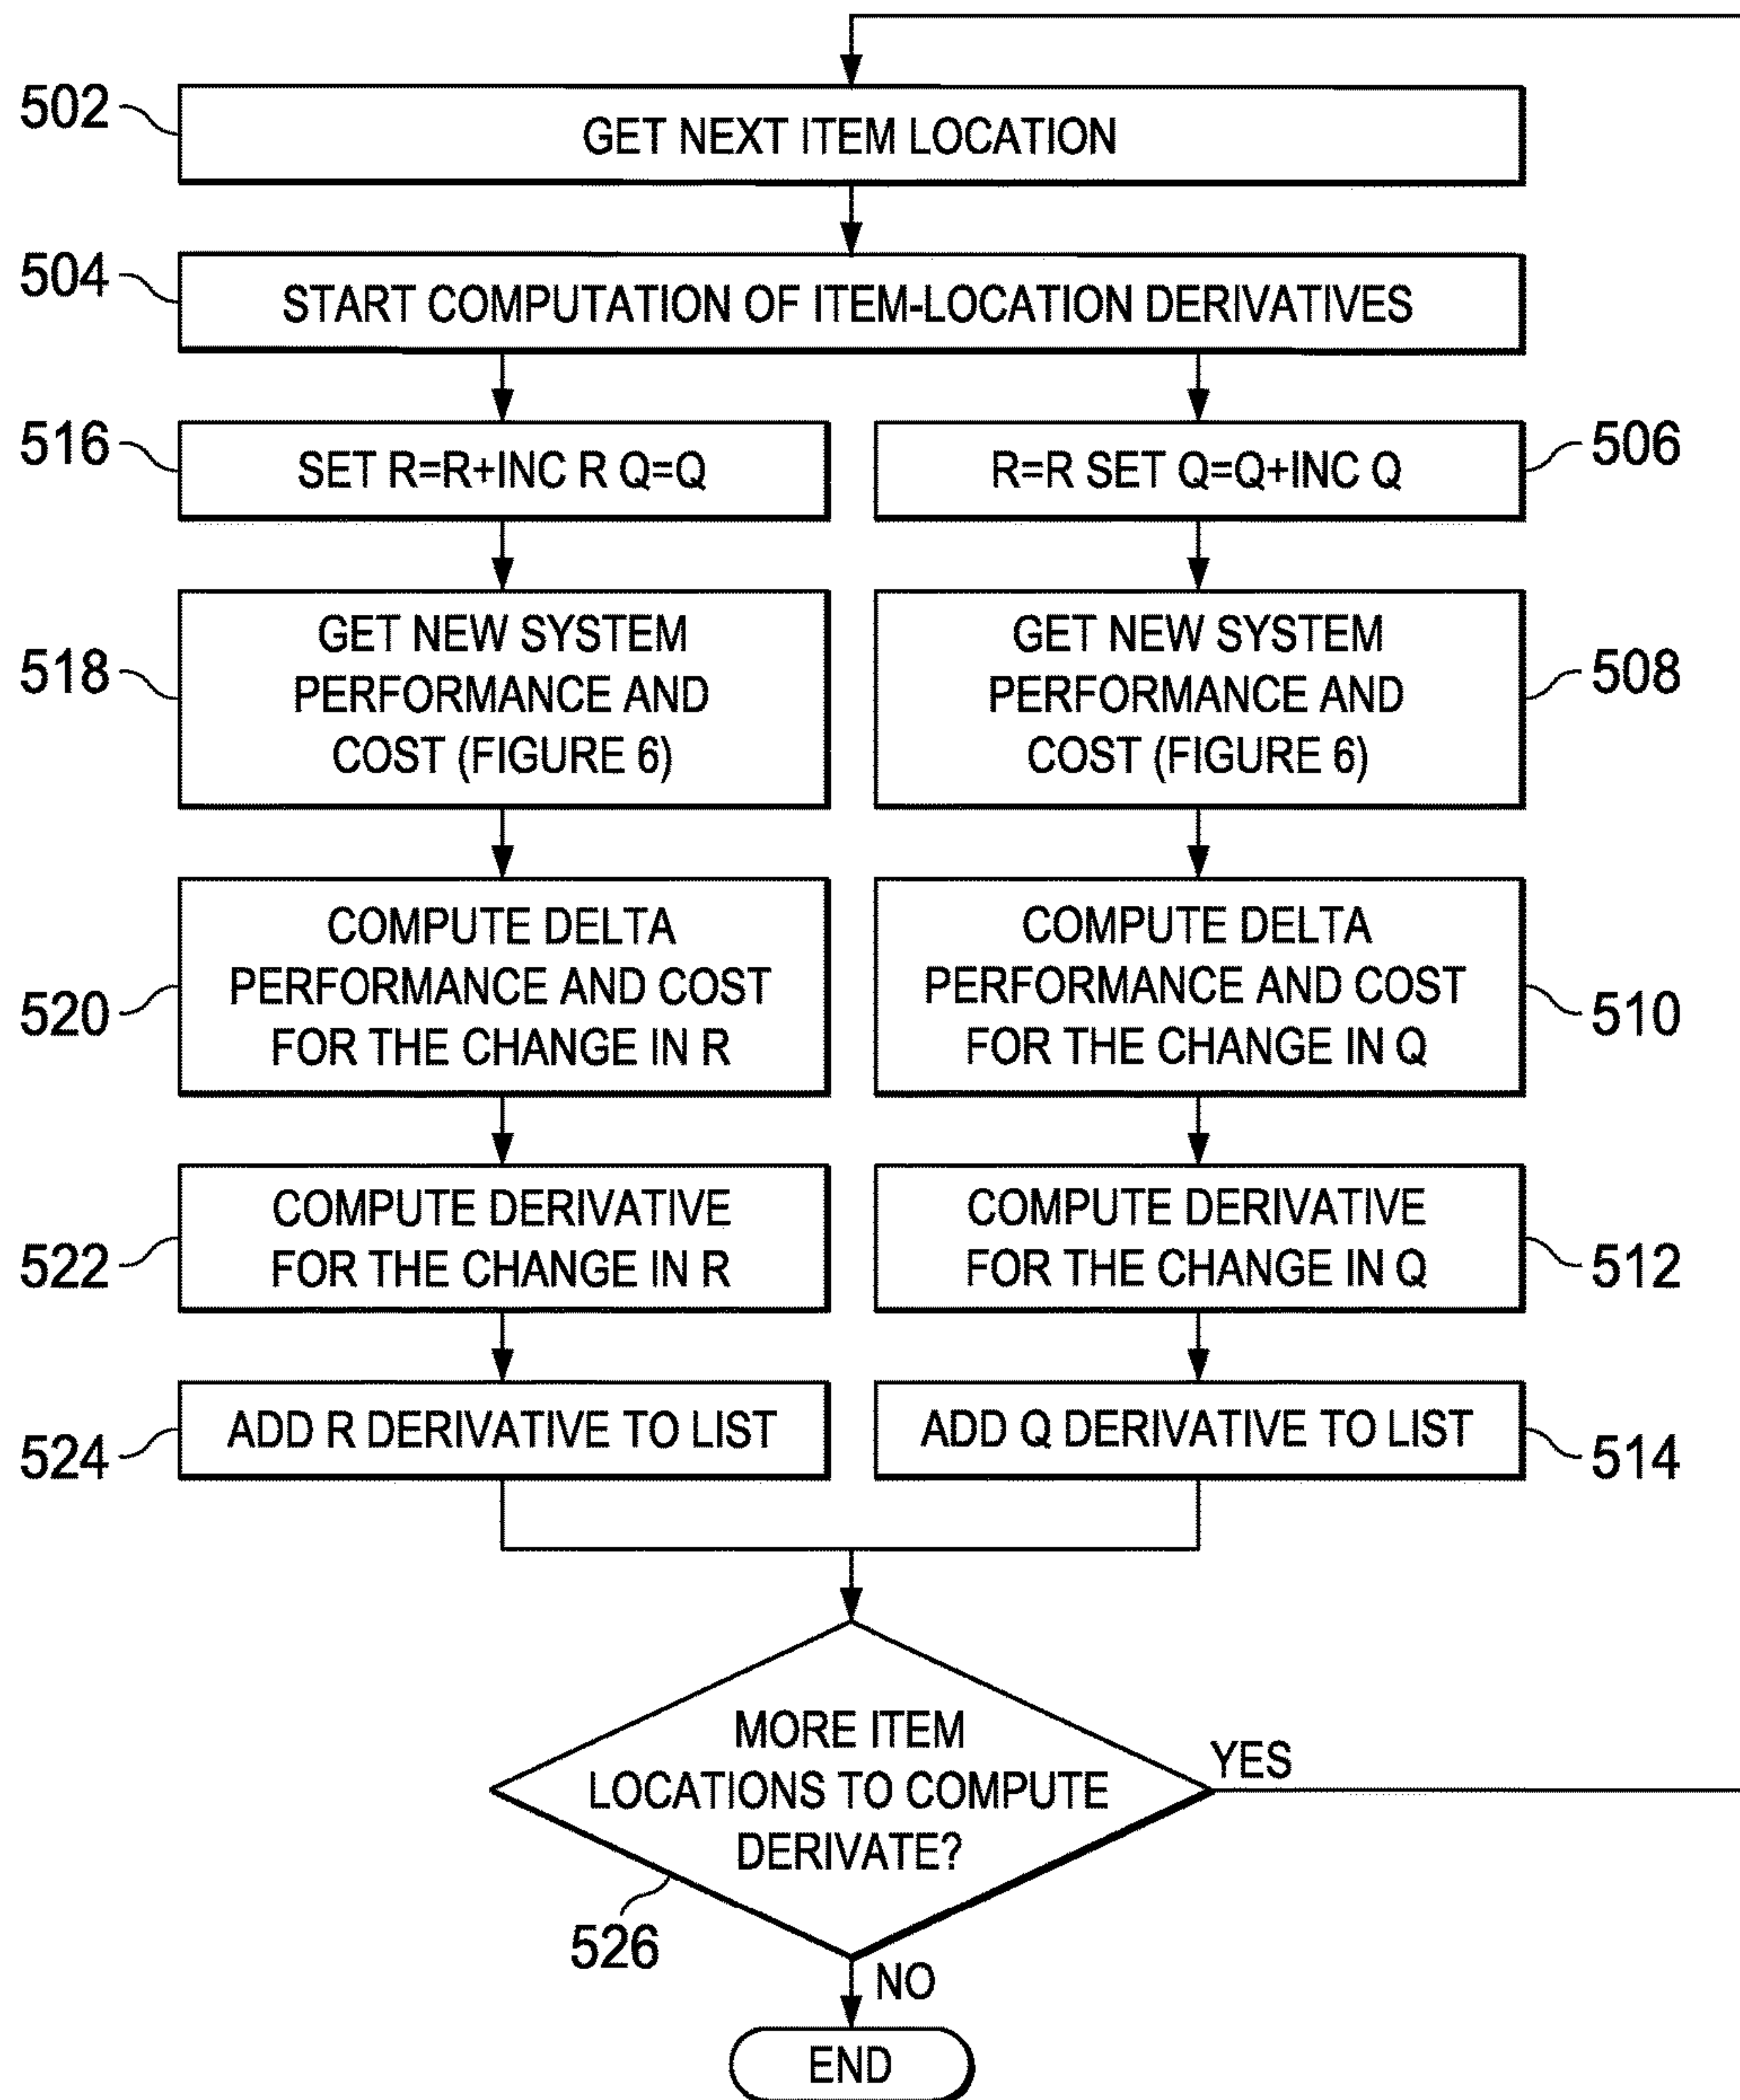 502
GET NEXT ITEM LOCATION
504
START COMPUTATION OF ITEM-LOCATION DERIVATIVES
516
SET R=R+INC R Q=Q
R=R SET Q=Q+INC Q
506
518
GET NEW SYSTEM
PERFORMANCE AND
COST (FIGURE 6)
GET NEW SYSTEM
PERFORMANCE AND
COST (FIGURE 6)
508
520
COMPUTE DELTA
PERFORMANCE AND COST
FOR THE CHANGE IN R
COMPUTE DELTA
PERFORMANCE AND COST
FOR THE CHANGE IN Q
510
522
COMPUTE DERIVATIVE
FOR THE CHANGE IN R
COMPUTE DERIVATIVE
FOR THE CHANGE IN Q
512
524
ADD R DERIVATIVE TO LIST
ADD Q DERIVATIVE TO LIST
514
MORE ITEM
LOCATIONS TO COMPUTE
DERIVATE?
YES
526
NO
END